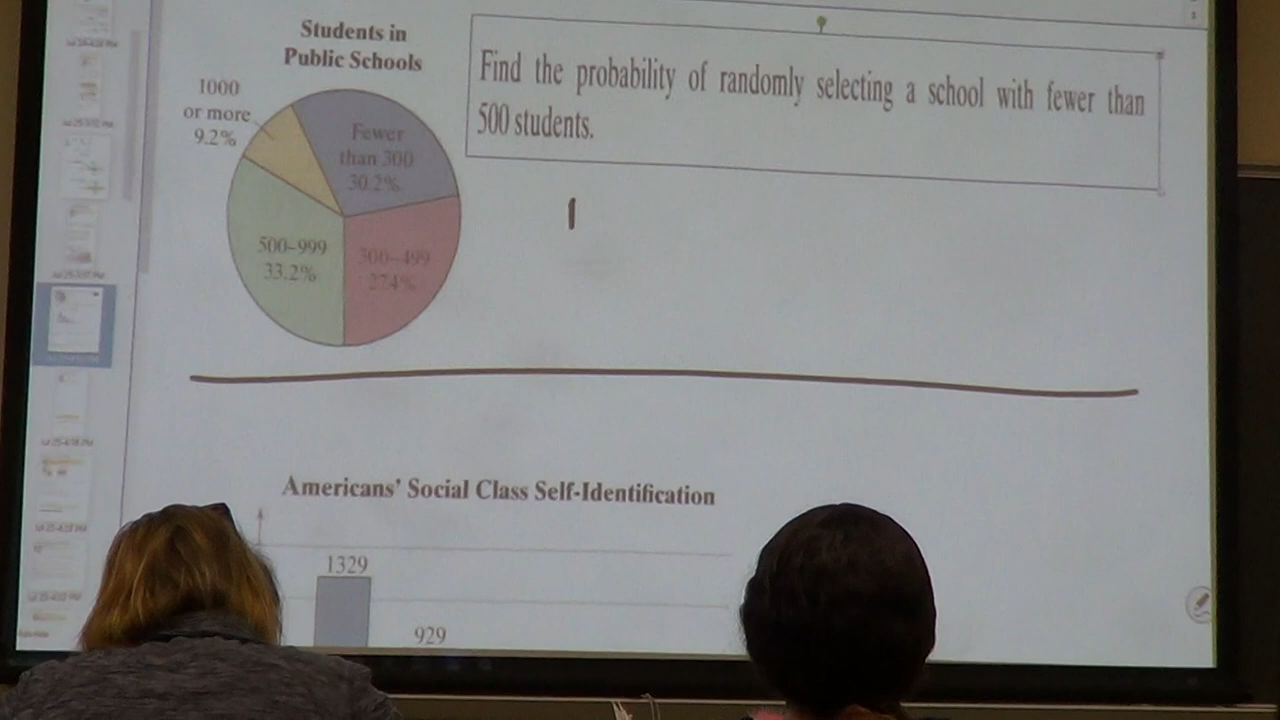 Students in
Public Schools
1000
or more
9.2%
Fewer
than 300
30.2%
500–999
33.2%
300–499
27.4%
Find the probability of randomly selecting a school with fewer than
500 students.
Americans' Social Class Self-Identification
1329
929